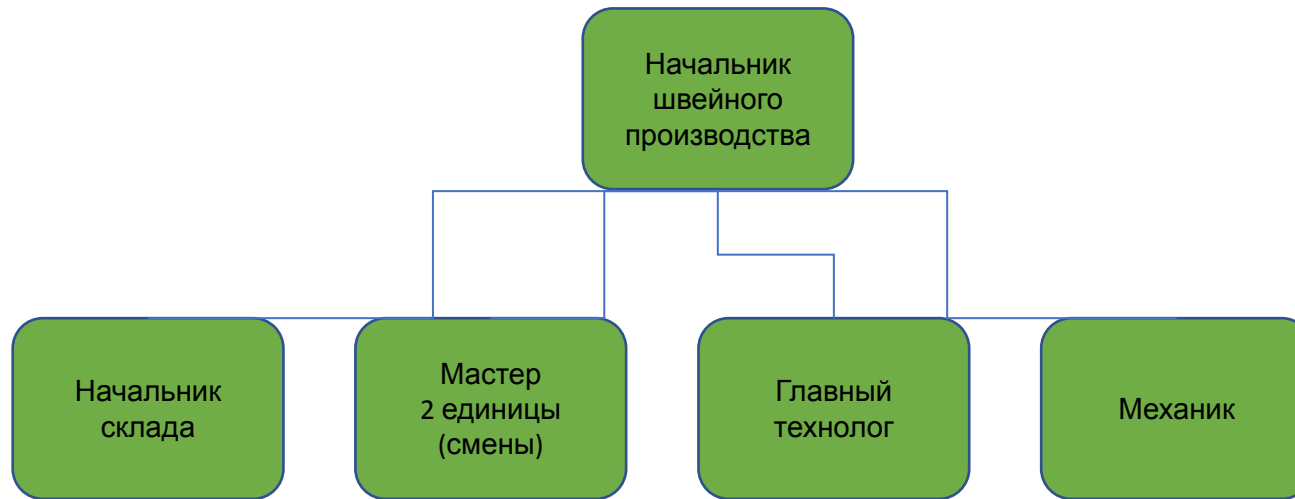 Начальник
швейного
производства
Начальник
склада
Мастер
2 единицы
(смены)
Главный
технолог
Механик